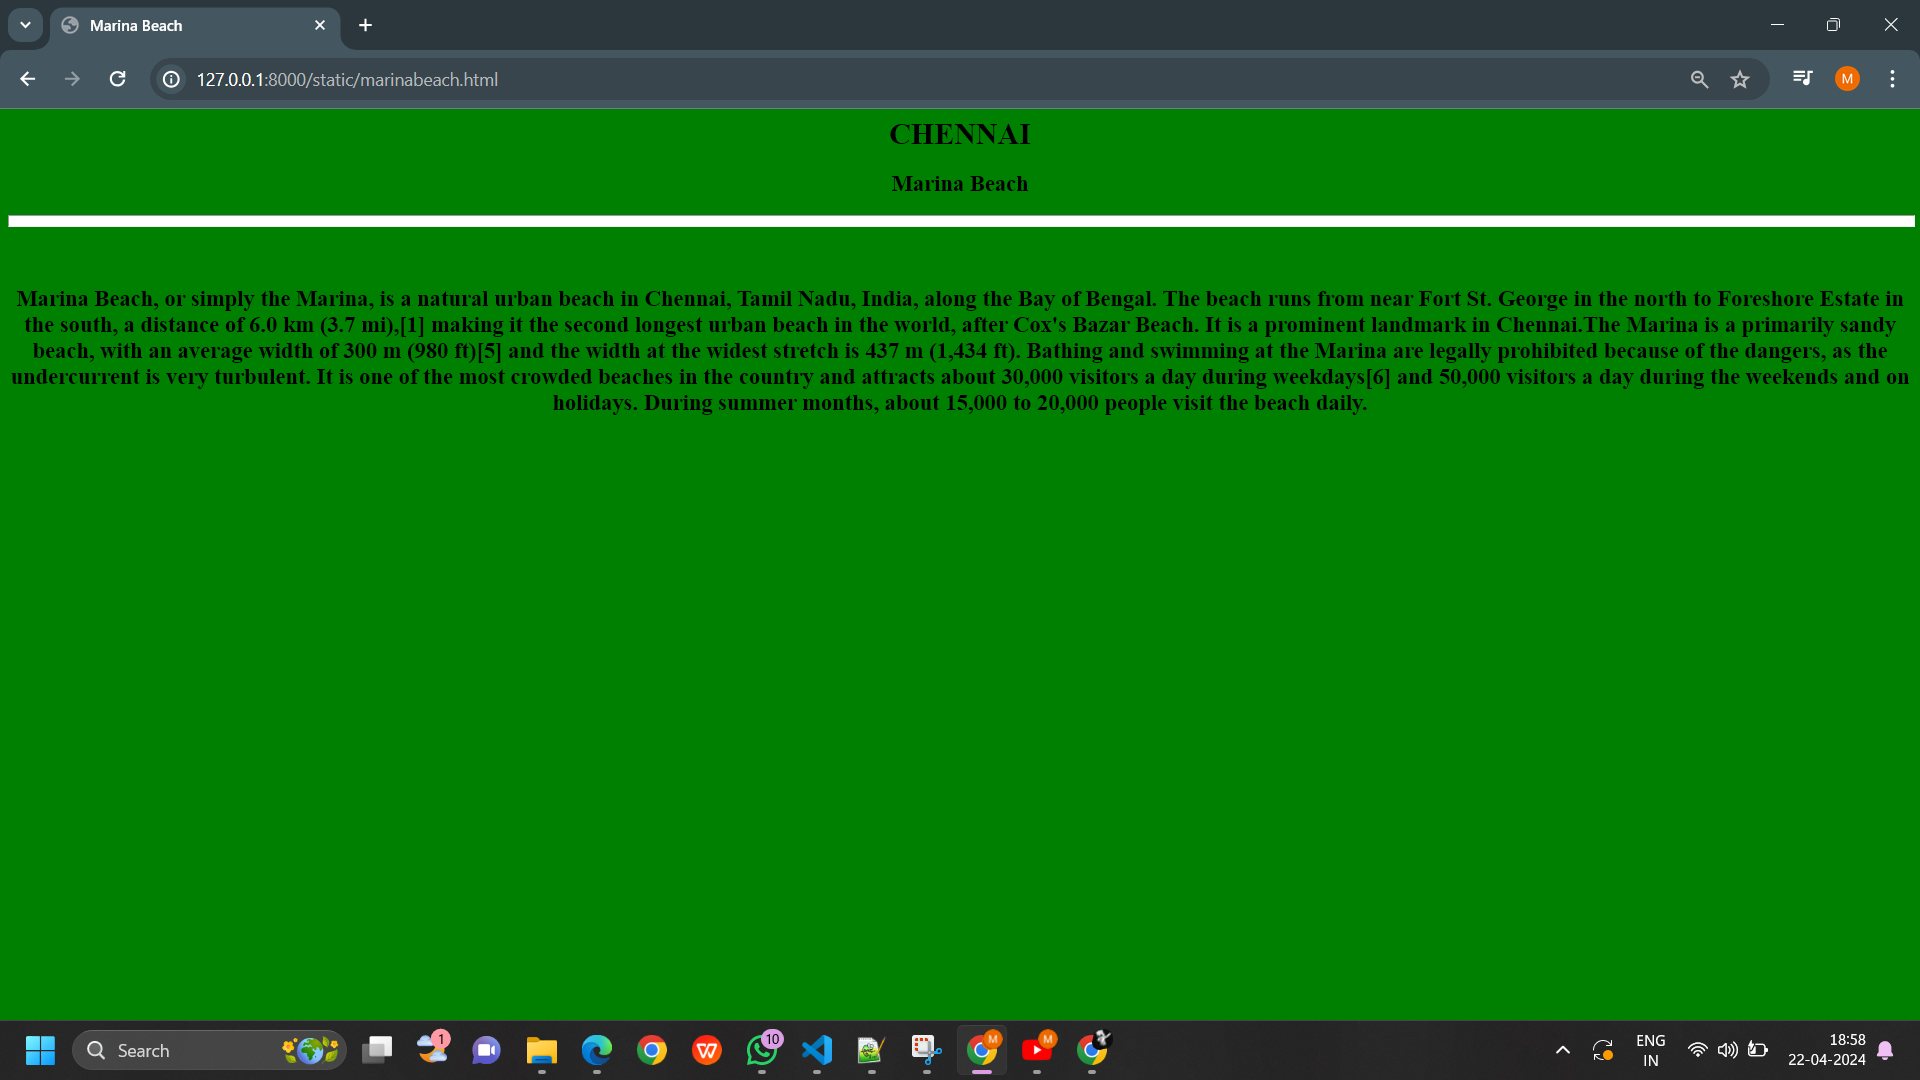 Marina Beach
127.0.0.1:8000/static/marinabeach.html
M
CHENNAI
Marina Beach
Marina Beach, or simply the Marina, is a natural urban beach in Chennai, Tamil Nadu, India, along the Bay of Bengal. The beach runs from near Fort St. George in the north to Foreshore Estate in
the south, a distance of 6.0 km (3.7 mi),[1] making it the second longest urban beach in the world, after Cox's Bazar Beach. It is a prominent landmark in Chennai.The Marina is a primarily sandy
beach, with an average width of 300 m (980 ft)[5] and the width at the widest stretch is 437 m (1,434 ft). Bathing and swimming at the Marina are legally prohibited because of the dangers, as the
undercurrent is very turbulent. It is one of the most crowded beaches in the country and attracts about 30,000 visitors a day during weekdays[6] and 50,000 visitors a day during the weekends and on
holidays. During summer months, about 15,000 to 20,000 people visit the beach daily.
Search
1
W
10
M
M
ENG
IN
18:58
22-04-2024